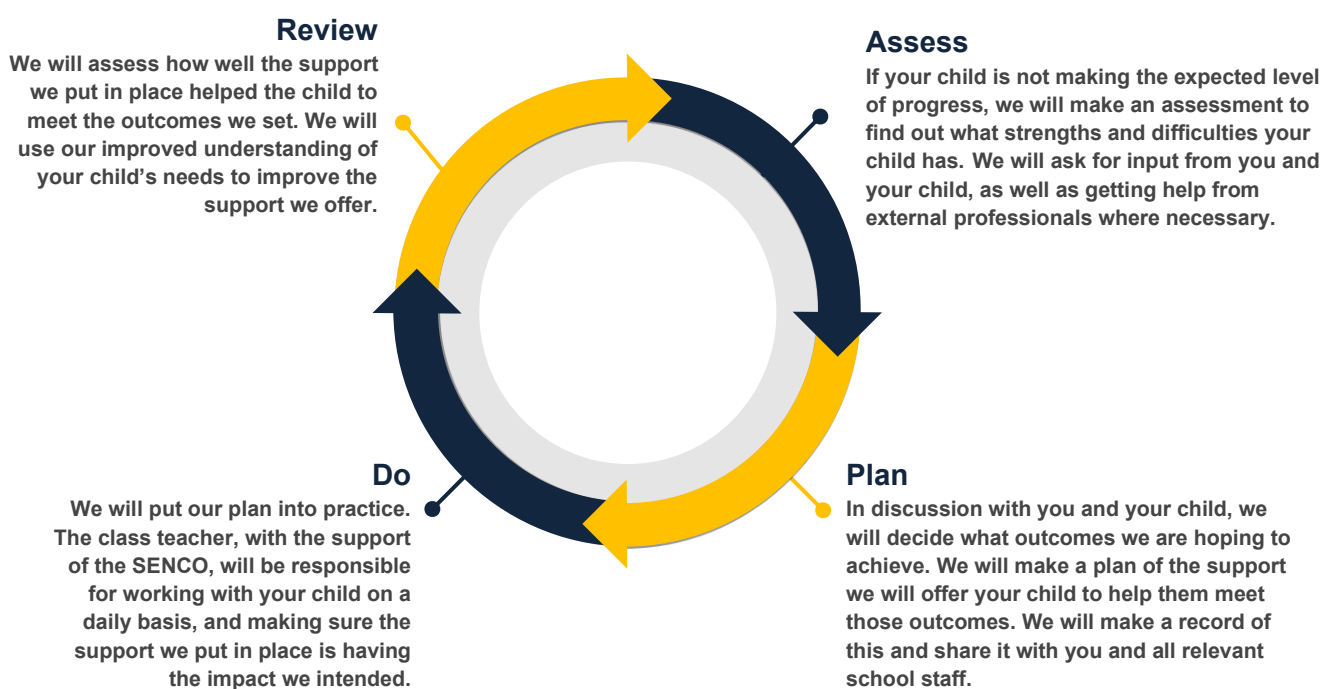 Review
We will assess how well the support
we put in place helped the child to
meet the outcomes we set. We will
use our improved understanding of
your child’s needs to improve the
support we offer.
Assess
If your child is not making the expected level
of progress, we will make an assessment to
find out what strengths and difficulties your
child has. We will ask for input from you and
your child, as well as getting help from
external professionals where necessary.
Do
We will put our plan into practice.
The class teacher, with the support
of the SENCO, will be responsible
for working with your child on a
daily basis, and making sure the
support we put in place is having
the impact we intended.
Plan
In discussion with you and your child, we
will decide what outcomes we are hoping to
achieve. We will make a plan of the support
we will offer your child to help them meet
those outcomes. We will make a record of
this and share it with you and all relevant
school staff.